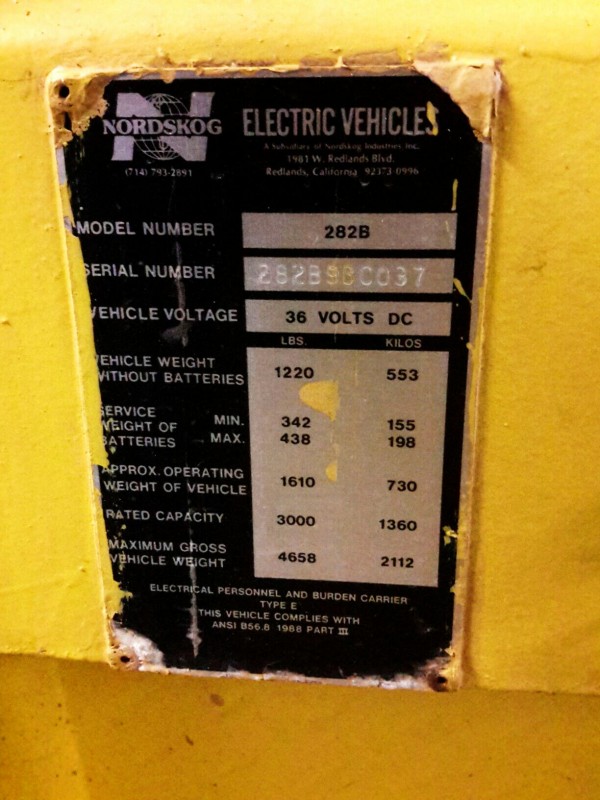 NORDSKOG
(714) 793-2891
ELECTRIC VEHICLES
A Subsidiary of Nordskog Industries, Inc.
1981 W. Redlands Blvd.
Redlands, California 92373-0996
MODEL NUMBER 282B
SERIAL NUMBER
VEHICLE VOLTAGE 36 VOLTS DC
LBS. KILOS
VEHICLE WEIGHT
WITHOUT BATTERIES 1220 553
SERVICE
WEIGHT OF MIN. 342 155
BATTERIES MAX. 438 198
APPROX. OPERATING
WEIGHT OF VEHICLE 1610 730
RATED CAPACITY 3000 1360
MAXIMUM GROSS
VEHICLE WEIGHT 4658 2112
ELECTRICAL PERSONNEL AND BURDEN CARRIER
TYPE E
THIS VEHICLE COMPLIES WITH
ANSI B56.8 1988 PART III